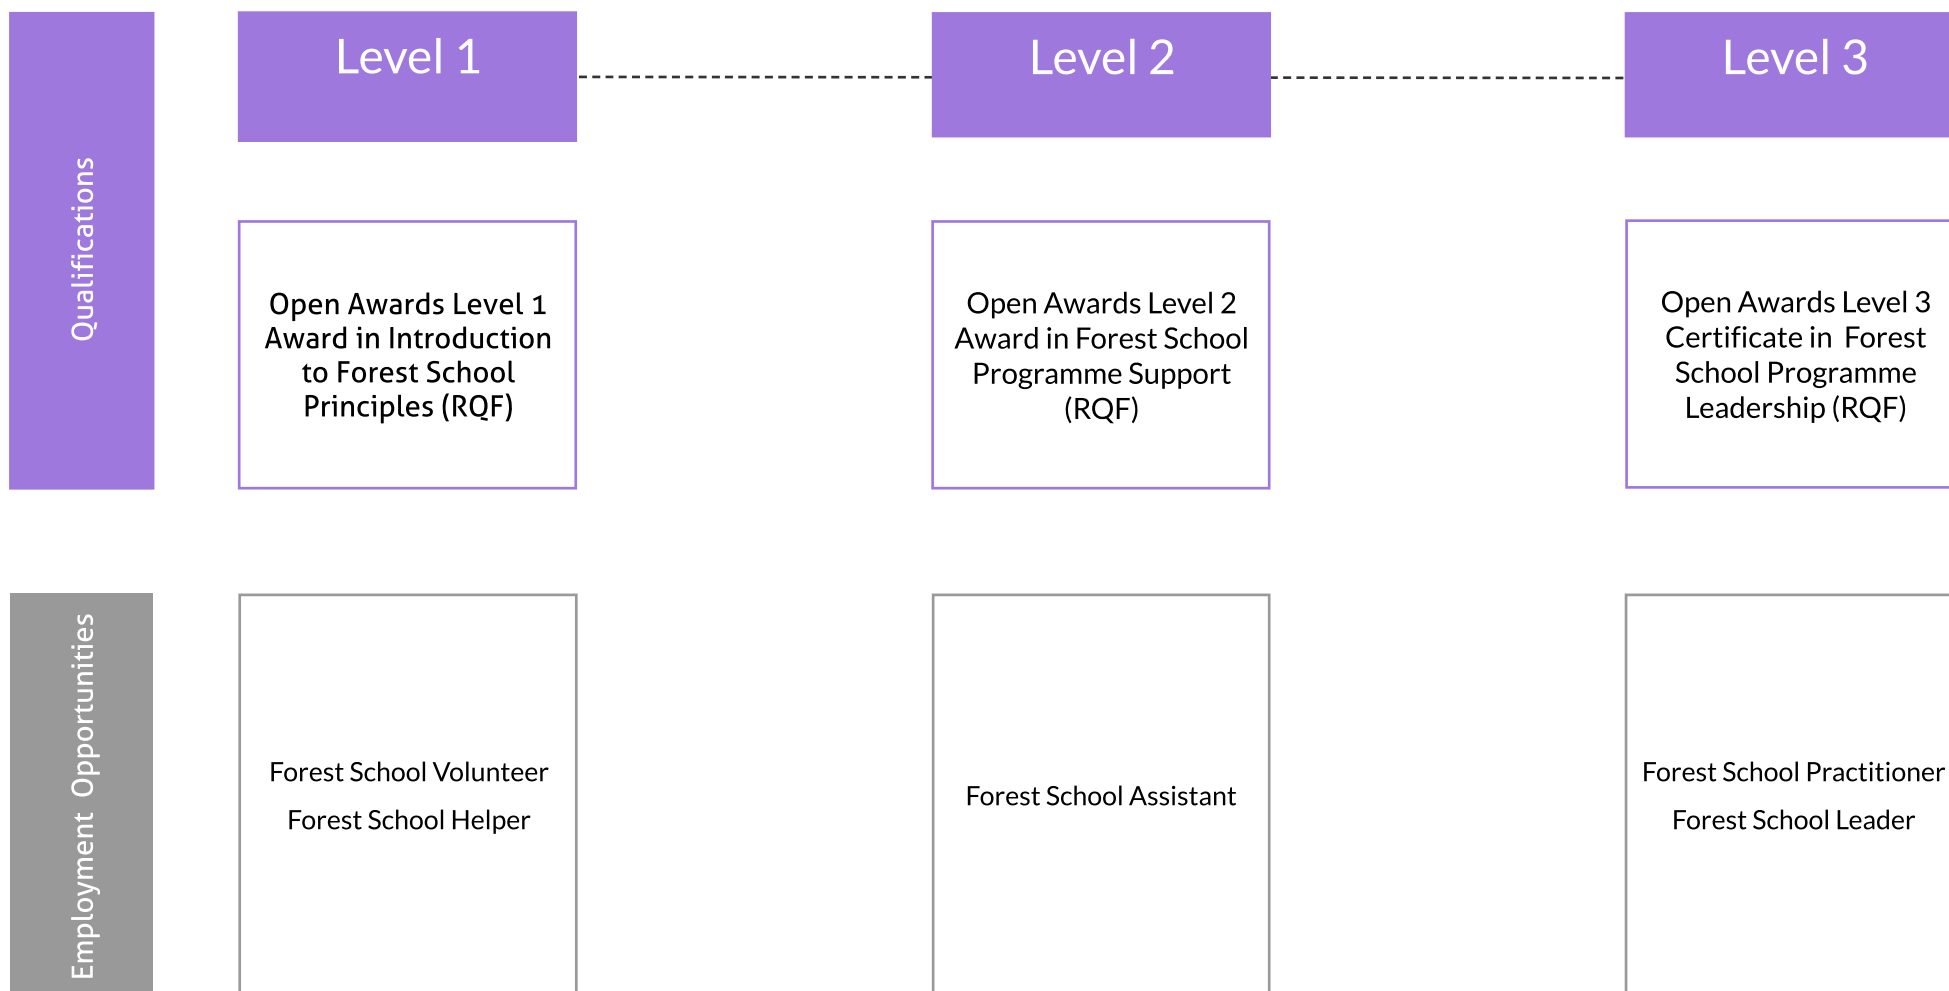 Qualifications
Level 1
Level 2
Level 3
Open Awards Level 1
Award in Introduction
to Forest School
Principles (RQF)
Open Awards Level 2
Award in Forest School
Programme Support
(RQF)
Open Awards Level 3
Certificate in  Forest
School Programme
Leadership (RQF)
Employment  Opportunities
Forest School Volunteer
Forest School Helper
Forest School Assistant
Forest School Practitioner
Forest School Leader